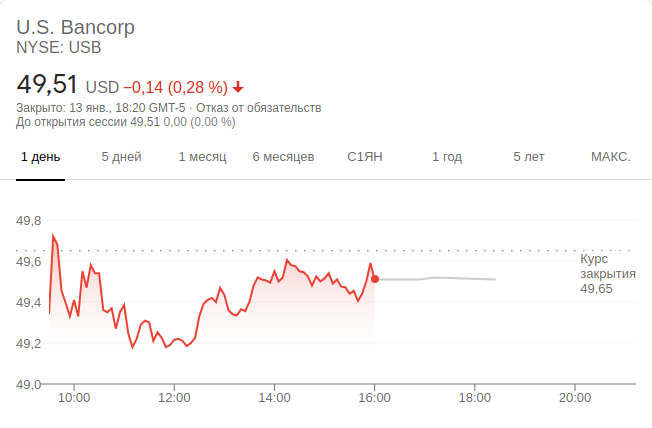 U.S. Bancorp
NYSE: USB
49,51 USD −0,14 (0,28 %)
Закрыто: 13 янв., 18:20 GMT-5 · Отказ от обязательств
До открытия сессии 49,51 0,00 (0,00 %)
1 день 5 дней 1 месяц 6 месяцев С1ЯН 1 год 5 лет МАКС.
49,8
49,6
49,4
49,2
49,0
Курс
закрытия
49,65
10:00 12:00 14:00 16:00 18:00 20:00